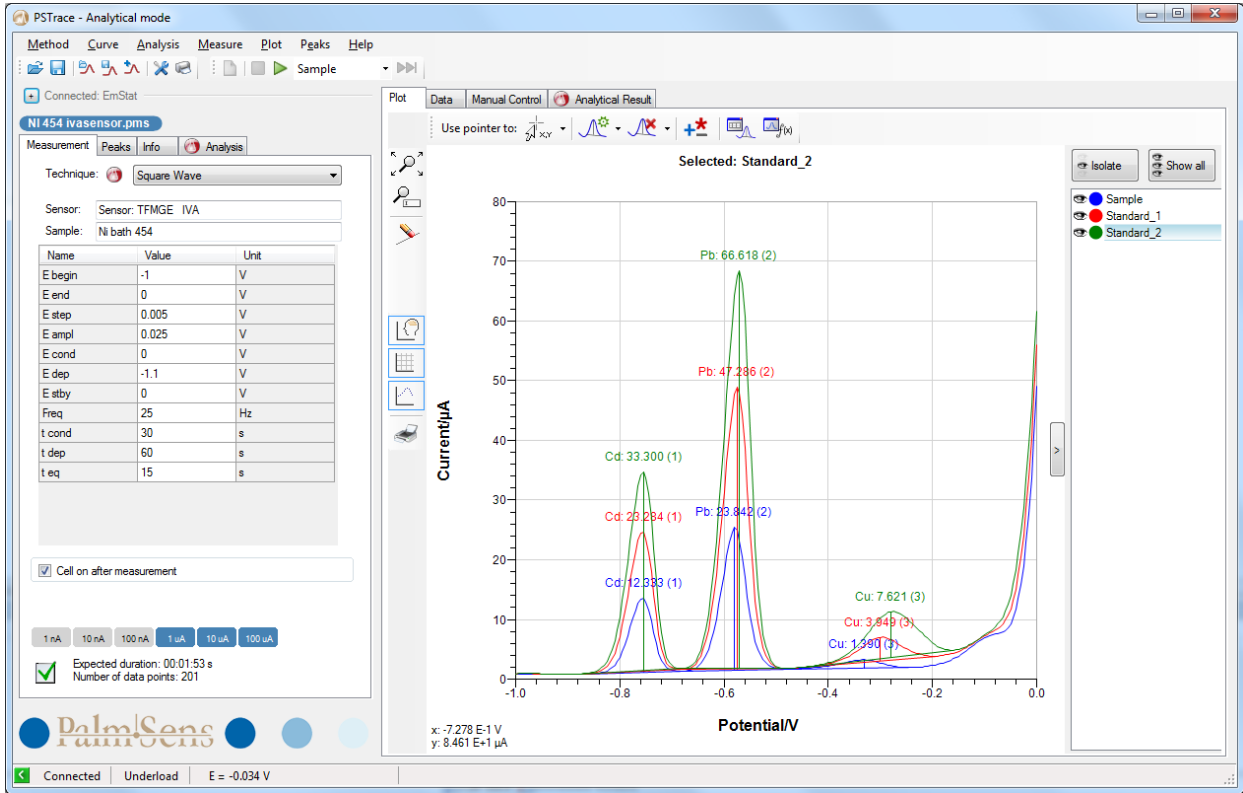 PSTrace - Analytical mode
Method Curve Analysis Measure Plot Peaks Help
Sample
Connected: EmStat
NI 454 ivasensor.pms
Measurement Peaks Info Analysis
Technique: Square Wave
Sensor: Sensor: TFMGE IVA
Sample: Ni bath 454
Name Value Unit
E begin -1 V
E end 0 V
E step 0.005 V
E ampl 0.025 V
E cond 0 V
E dep -1.1 V
E stby 0 V
Freq 25 Hz
t cond 30 s
t dep 60 s
t eq 15 s
Cell on after measurement
1 nA 10 nA 100 nA 1 uA 10 uA 100 uA
Expected duration: 00:01:53 s
Number of data points: 201
PalmSens
Plot Data Manual Control Analytical Result
Use pointer to: x,Y f(x)
Selected: Standard_2
80
70
60
50
40
30
20
10
0
Current/µA
Pb: 66.618 (2)
Pb: 47.286 (2)
Cd: 33.300 (1)
Cd: 23.284 (1)
Pb: 23.842 (2)
Cd: 12.333 (1)
Cu: 7.621 (3)
Cu: 3.949 (3)
Cu: 1.390 (3)
-1.0 -0.8 -0.6 -0.4 -0.2 0.0
Potential/V
x: -7.278 E-1 V
y: 8.461 E+1 µA
>
Isolate Show all
Sample
Standard_1
Standard_2
Connected Underload E = -0.034 V